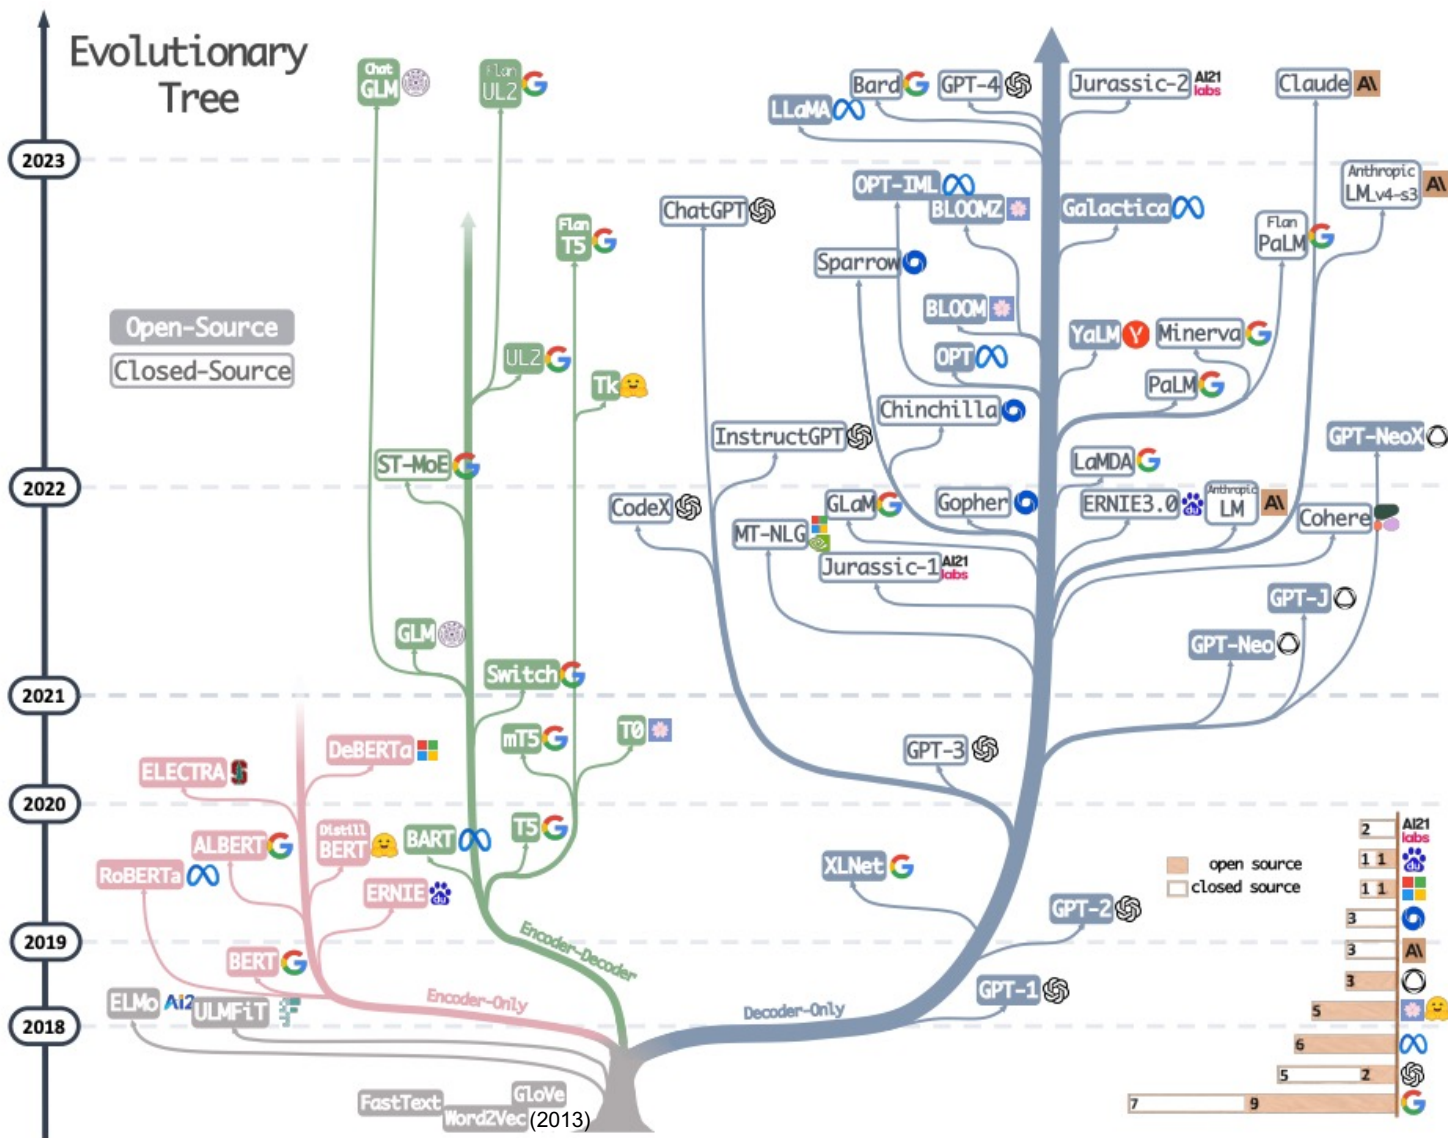 Evolutionary
Tree
Chat
GLM
Flan
UL2
Bard
GPT-4
Jurassic-2
AI21
labs
Claude
A\
LLaMA
2023
Anthropic
LM_v4-s3
A\
OPT-IML
BLOOMZ
Galactica
ChatGPT
Flan
T5
Flan
PaLM
Sparrow
Open-Source
Closed-Source
BLOOM
YaLM
Y
Minerva
UL2
OPT
Tk
PaLM
Chinchilla
InstructGPT
GPT-NeoX
ST-MoE
LaMDA
2022
CodeX
GLaM
Gopher
ERNIE3.0
du
Anthropic
LM
A\
Cohere
MT-NLG
Jurassic-1
AI21
labs
GPT-J
GLM
GPT-Neo
Switch
2021
mT5
T0
DeBERTa
GPT-3
ELECTRA
2020
ALBERT
Distill
BERT
BART
T5
AI21
labs
2
open source
closed source
1 1
du
RoBERTa
XLNet
1 1
ERNIE
du
GPT-2
3
2019
Encoder-Decoder
3
A\
BERT
3
ELMo
Ai2
ULMFiT
Encoder-Only
Decoder-Only
GPT-1
5
2018
6
5 2
FastText
GloVe
Word2Vec (2013)
7 9